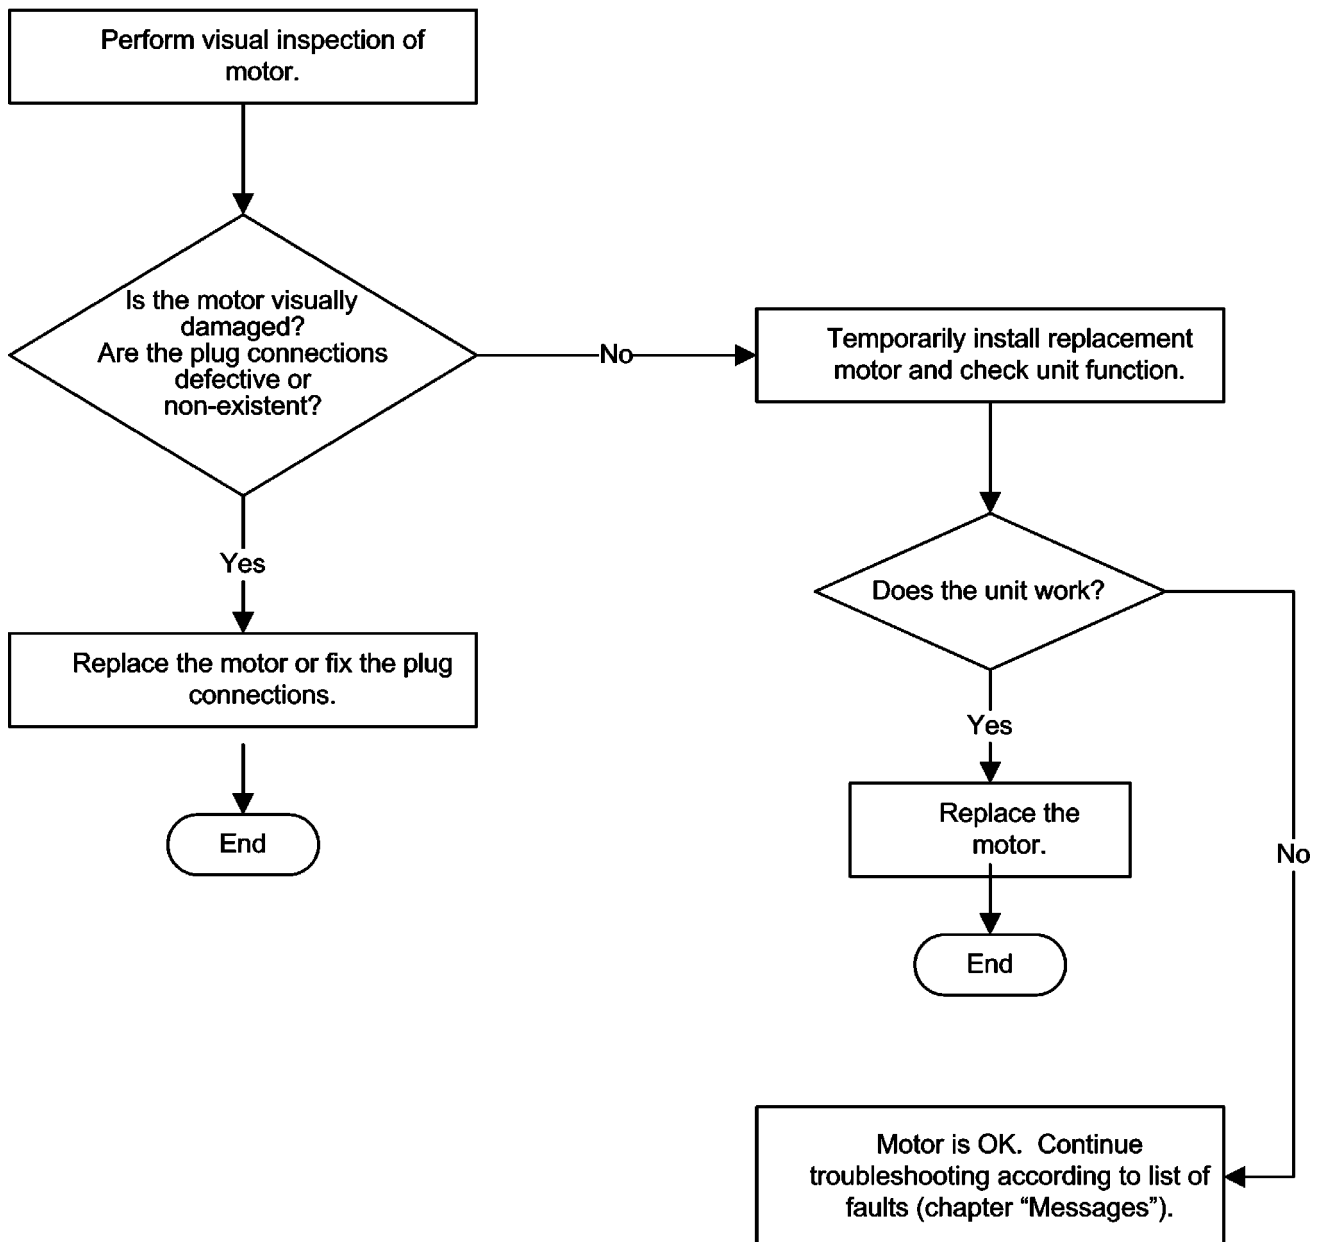 Perform visual inspection of
motor.
Is the motor visually
damaged?
Are the plug connections
defective or
non-existent?
No
Temporarily install replacement
motor and check unit function.
Yes
Does the unit work?
Replace the motor or fix the plug
connections.
Yes
Replace the
motor.
End
No
End
Motor is OK.  Continue
troubleshooting according to list of
faults (chapter “Messages”).